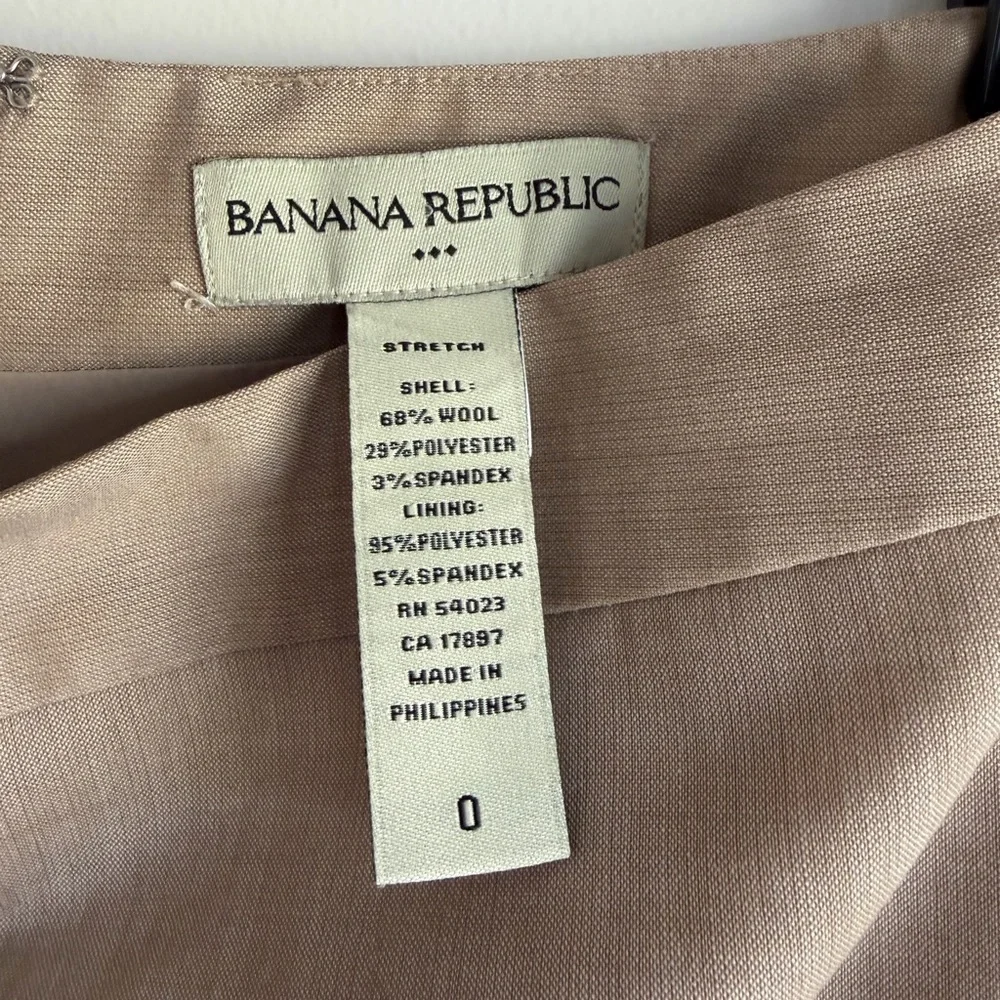 BANANA REPUBLIC
STRETCH
SHELL:
68% WOOL
29%POLYESTER
3%SPANDEX
LINING:
95%POLYESTER
5%SPANDEX
RN 54023
CA 17897
MADE IN
PHILIPPINES
0